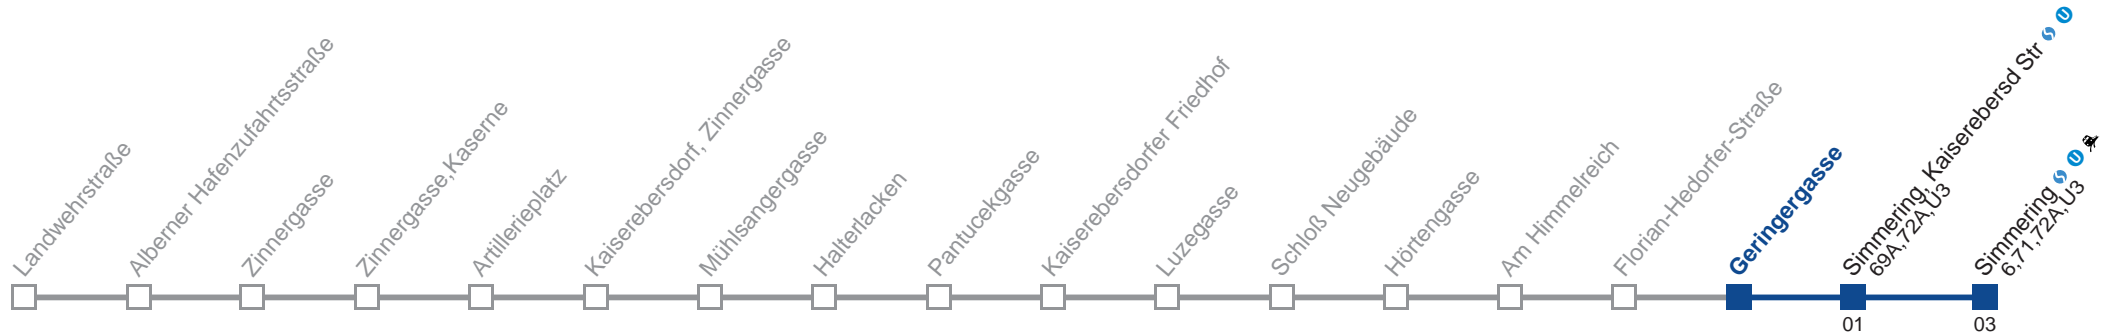 Landwehrstraße
Alberner Hafenzufahrtsstraße
Zinnergasse
Zinnergasse,Kaserne
Artillerieplatz
Kaiserebersdorf, Zinnergasse
Mühlsangergasse
Halterlacken
Pantucekgasse
Kaiserebersdorfer Friedhof
Luzegasse
Schloß Neugebäude
Hörtengasse
Am Himmelreich
Florian-Hedorfer-Straße
Geringergasse
Simmering, Kaiserebersd Str S U
69A,72A,U3
Simmering S U
6,71,72A,U3
01
03